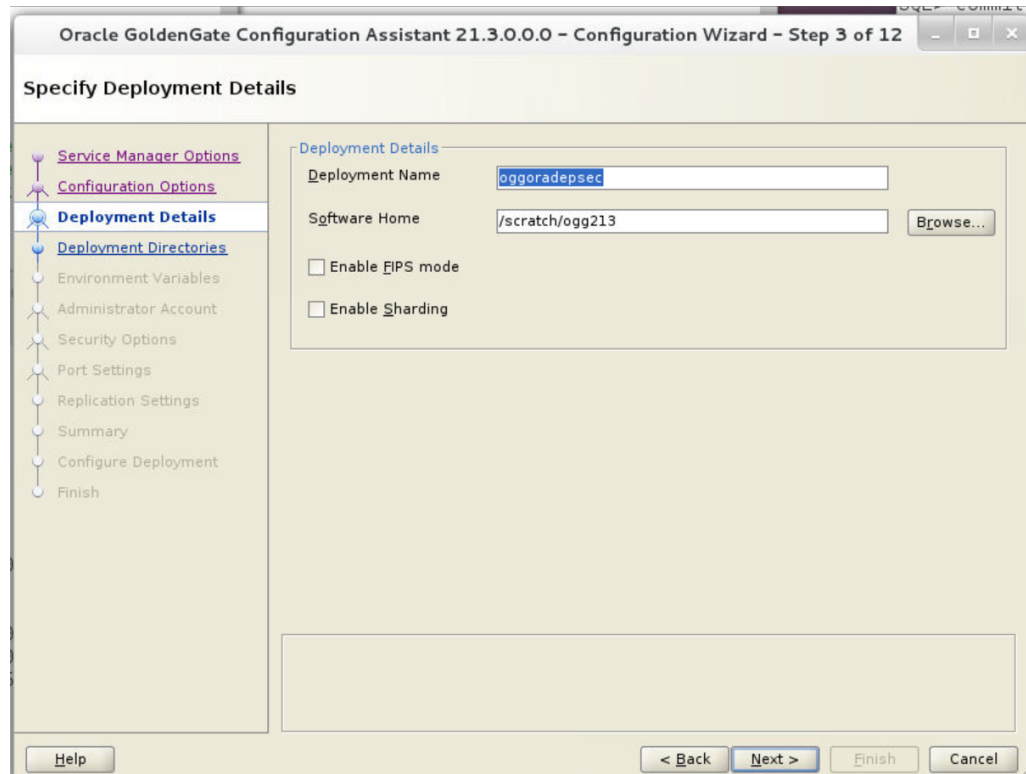 Oracle GoldenGate Configuration Assistant 21.3.0.0.0 - Configuration Wizard - Step 3 of 12
Specify Deployment Details
Service Manager Options
Configuration Options
Deployment Details
Deployment Directories
Environment Variables
Administrator Account
Security Options
Port Settings
Replication Settings
Summary
Configure Deployment
Finish
Deployment Details
Deployment Name oggoradepsec
Software Home /scratch/ogg213 Browse...
Enable FIPS mode
Enable Sharding
Help < Back Next > Finish Cancel